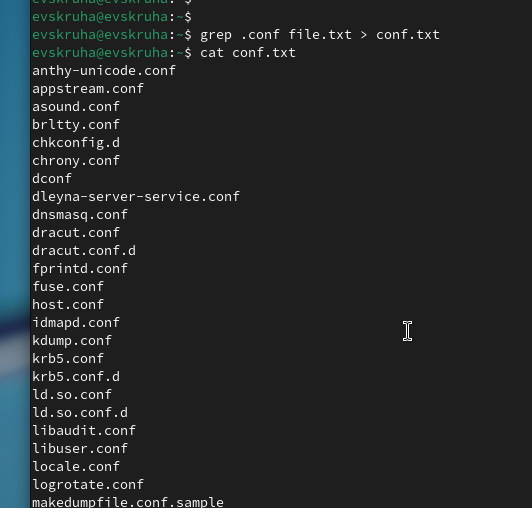 evskruha@evskruha:~$
evskruha@evskruha:~$
evskruha@evskruha:~$ grep .conf file.txt > conf.txt
evskruha@evskruha:~$ cat conf.txt
anthy-unicode.conf
appstream.conf
asound.conf
brltty.conf
chkconfig.d
chrony.conf
dconf
dleyna-server-service.conf
dnsmasq.conf
dracut.conf
dracut.conf.d
fprintd.conf
fuse.conf
host.conf
idmapd.conf
kdump.conf
krb5.conf
krb5.conf.d
ld.so.conf
ld.so.conf.d
libaudit.conf
libuser.conf
locale.conf
logrotate.conf
makedumpfile.conf.sample